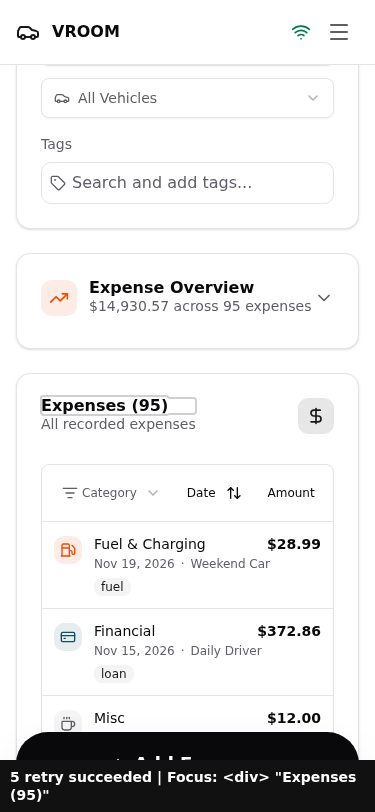 VROOM
All Vehicles
Tags
Search and add tags...
Expense Overview
$14,930.57 across 95 expenses
Expenses (95)
All recorded expenses
Category Date Amount
Fuel & Charging $28.99
Nov 19, 2026 · Weekend Car
fuel
Financial $372.86
Nov 15, 2026 · Daily Driver
loan
Misc $12.00
5 retry succeeded | Focus: <div> "Expenses
(95)"